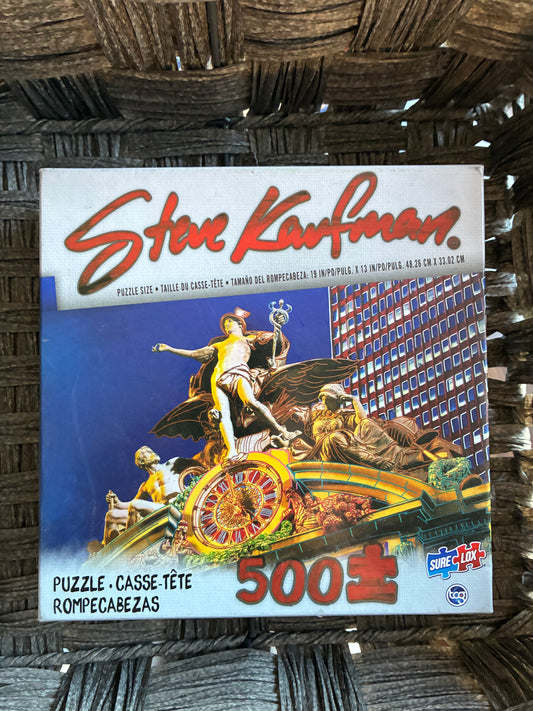 Steve Kaufman.
PUZZLE SIZE • TAILLE DU CASSE-TÊTE • TAMAÑO DEL ROMPECABEZA: 19 IN/PO/PULG. X 13 IN/PO/PULG. 48.26 CM X 33.02 CM
PUZZLE • CASSE-TÊTE
ROMPECABEZAS
500
SURE LOX
tcg